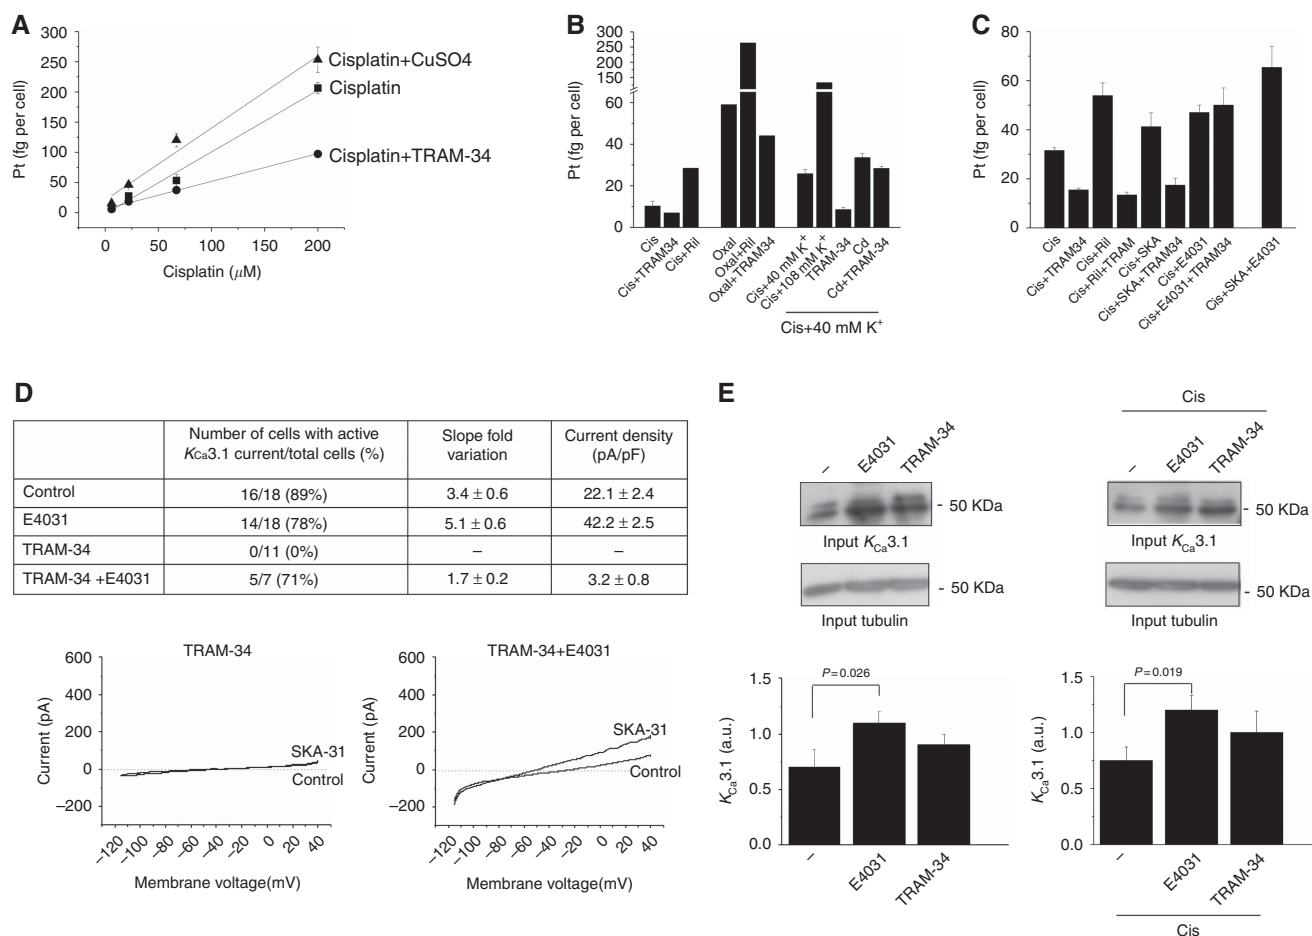 A
300
250
200
150
100
50
0
Pt (fg per cell)
0
50
100
150
200
Cisplatin (μM)
Cisplatin+CuSO4
Cisplatin
Cisplatin+TRAM-34
B
300
250
200
150
60
40
20
0
Pt (fg per cell)
Cis
Cis+TRAM34
Cis+Ril
Oxal
Oxal+Ril
Oxal+TRAM34
Cis+40 mM K+
Cis+108 mM K+
TRAM-34
Cd
Cd+TRAM-34
Cis+40 mM K+
C
80
60
40
20
0
Pt (fg per cell)
Cis
Cis+TRAM34
Cis+Ril
Cis+Ril+TRAM
Cis+SKA
Cis+SKA+TRAM34
Cis+E4031
Cis+E4031+TRAM34
Cis+SKA+E4031
D
Number of cells with active
KCa3.1 current/total cells (%)
Slope fold
variation
Current density
(pA/pF)
Control
16/18 (89%)
3.4 ± 0.6
22.1 ± 2.4
E4031
14/18 (78%)
5.1 ± 0.6
42.2 ± 2.5
TRAM-34
0/11 (0%)
–
–
TRAM-34 +E4031
5/7 (71%)
1.7 ± 0.2
3.2 ± 0.8
TRAM-34
600
400
200
0
–200
Current (pA)
SKA-31
Control
–120
–100
–80
–60
–40
–20
0
20
40
Membrane voltage(mV)
TRAM-34+E4031
600
400
200
0
–200
Current (pA)
SKA-31
Control
–120
–100
–80
–60
–40
–20
0
20
40
Membrane voltage(mV)
E
–
E4031
TRAM-34
- 50 KDa
Input KCa3.1
- 50 KDa
Input tubulin
Cis
–
E4031
TRAM-34
- 50 KDa
Input KCa3.1
- 50 KDa
Input tubulin
1.5
1.0
0.5
0.0
KCa3.1 (a.u.)
P=0.026
–
E4031
TRAM-34
1.5
1.0
0.5
0.0
KCa3.1 (a.u.)
P=0.019
–
E4031
TRAM-34
Cis